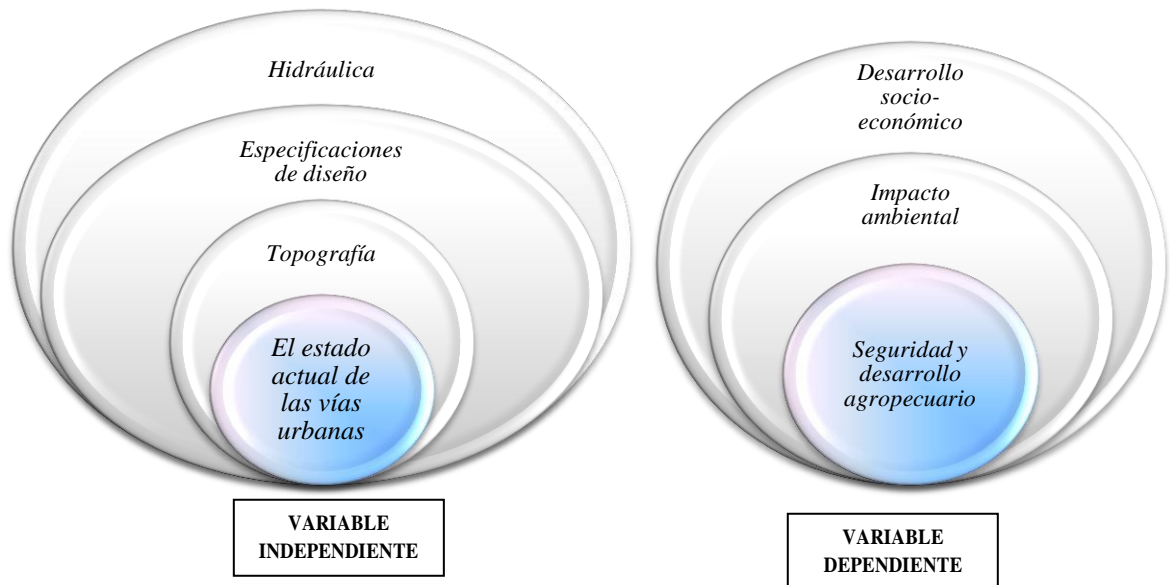 Hidráulica
Especificaciones
de diseño
Topografía
El estado
actual de
las vías
urbanas
VARIABLE
INDEPENDIENTE
Desarrollo
socio-
económico
Impacto
ambiental
Seguridad y
desarrollo
agropecuario
VARIABLE
DEPENDIENTE